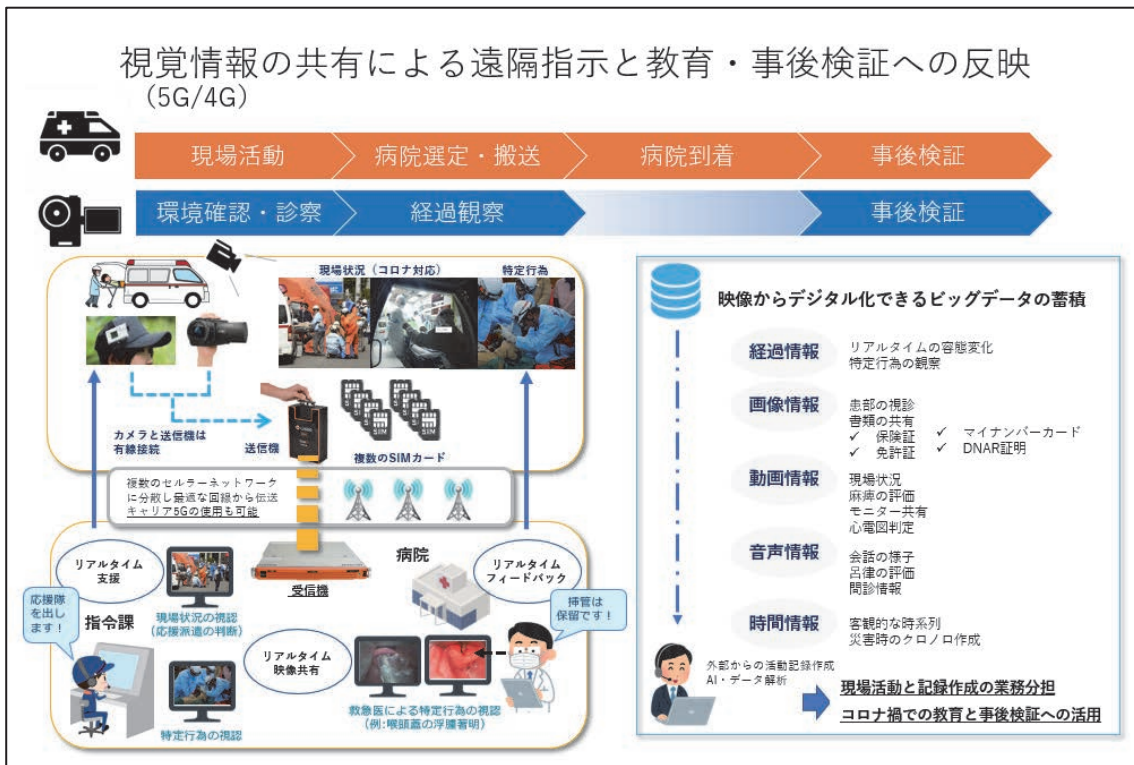 視覚情報の共有による遠隔指示と教育・事後検証への反映
(5G/4G)
現場活動
病院選定・搬送
病院到着
事後検証
環境確認・診察
経過観察
事後検証
現場状況（コロナ対応）
特定行為
カメラと送信機は
有線接続
送信機
SIM
複数のSIMカード
複数のセルラーネットワーク
に分散し最適な回線から伝送
キャリア5Gの使用も可能
リアルタイム
支援
病院
リアルタイム
フィードバック
受信機
応援隊
を出し
ます！
指令課
現場状況の視認
(応援派遣の判断)
挿管は
保留です！
リアルタイム
映像共有
特定行為の視認
救急医による特定行為の視認
(例:喉頭蓋の浮腫著明)
映像からデジタル化できるビッグデータの蓄積
経過情報
リアルタイムの容態変化
特定行為の観察
画像情報
患部の視診
書類の共有
✓ 保険証 ✓ マイナンバーカード
✓ 免許証 ✓ DNAR証明
動画情報
現場状況
麻痺の評価
モニター共有
心電図判定
音声情報
会話の様子
呂律の評価
問診情報
時間情報
客観的な時系列
災害時のクロノロ作成
外部からの活動記録作成
AI・データ解析
現場活動と記録作成の業務分担
コロナ禍での教育と事後検証への活用